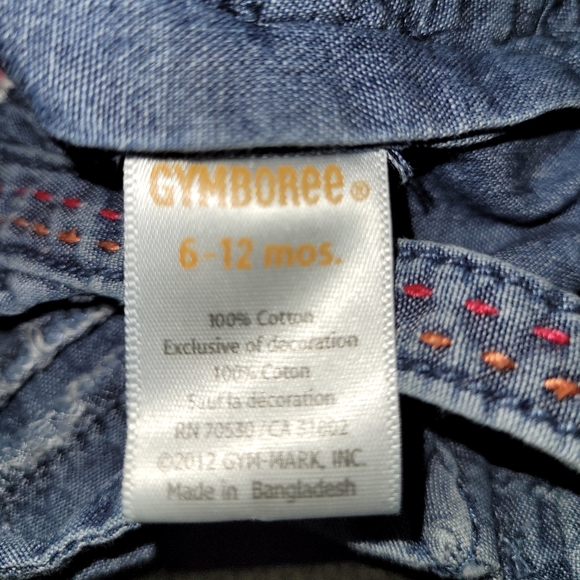 GYMBOREE®
6-12 mos.
100% Cotton
Exclusive of decoration
100% Coton
Sauf la décoration
RN 70530/CA 31002
©2012 GYM-MARK, INC.
Made in Bangladesh